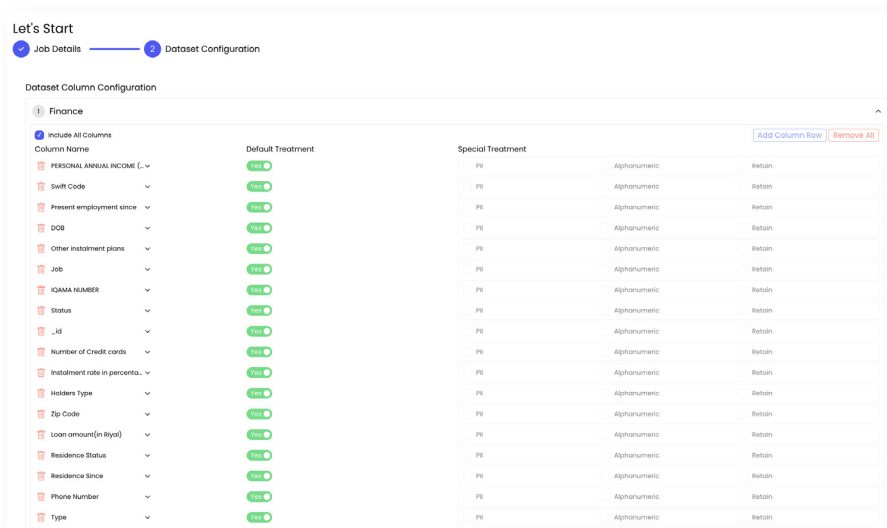 Let's Start
Job Details 2 Dataset Configuration
Dataset Column Configuration
1 Finance
Include All Columns Add Column Row Remove All
Column Name Default Treatment Special Treatment
PERSONAL ANNUAL INCOME (... Yes PII Alphanumeric Retain
Swift Code Yes PII Alphanumeric Retain
Present employment since Yes PII Alphanumeric Retain
DOB Yes PII Alphanumeric Retain
Other instalment plans Yes PII Alphanumeric Retain
Job Yes PII Alphanumeric Retain
IQAMA NUMBER Yes PII Alphanumeric Retain
Status Yes PII Alphanumeric Retain
_id Yes PII Alphanumeric Retain
Number of Credit cards Yes PII Alphanumeric Retain
Instalment rate in percenta... Yes PII Alphanumeric Retain
Holders Type Yes PII Alphanumeric Retain
Zip Code Yes PII Alphanumeric Retain
Loan amount(in Riyal) Yes PII Alphanumeric Retain
Residence Status Yes PII Alphanumeric Retain
Residence Since Yes PII Alphanumeric Retain
Phone Number Yes PII Alphanumeric Retain
Type Yes PII Alphanumeric Retain